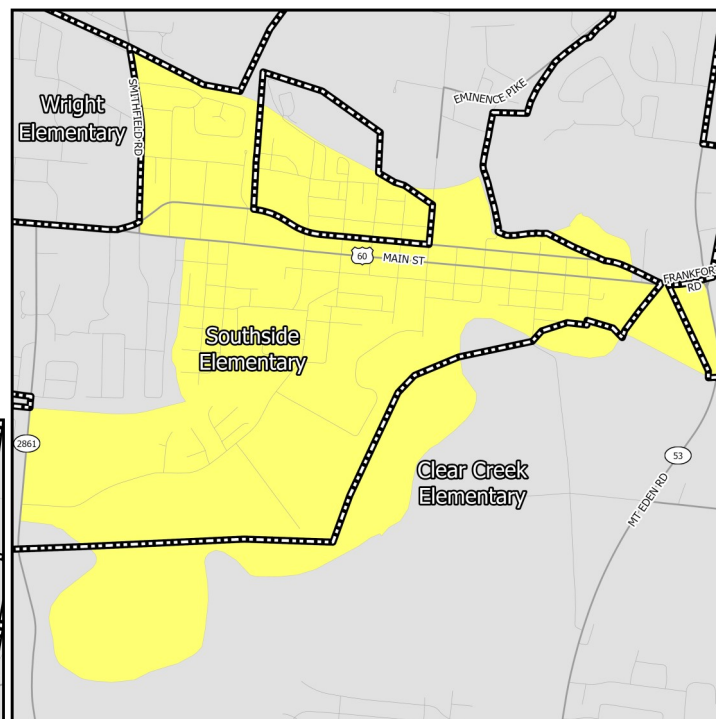 Wright
Elementary
SMITHFIELD RD
EMINENCE PIKE
60
MAIN ST
FRANKFORT
RD
Southside
Elementary
2861
Clear Creek
Elementary
53
MT EDEN RD